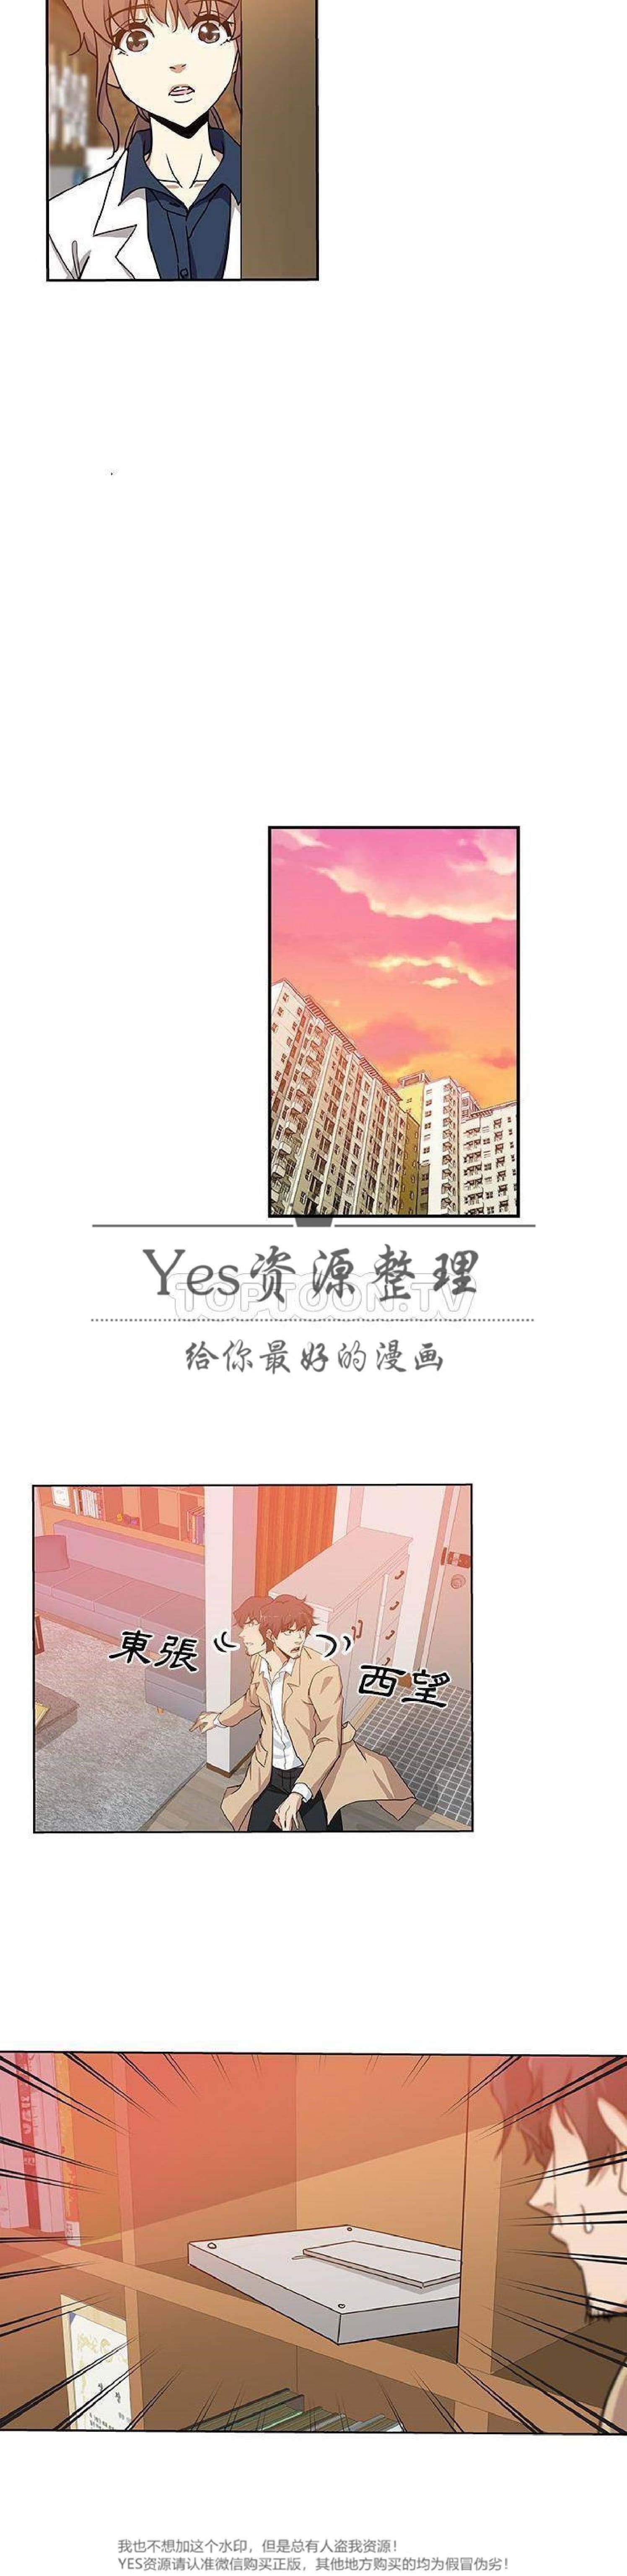 Yes资源整理
TOPTOON.TV
给你最好的漫画
東張
西望
我也不想加这个水印，但是总有人盗我资源！
YES资源请认准微信购买正版，其他地方购买的均为假冒伪劣！